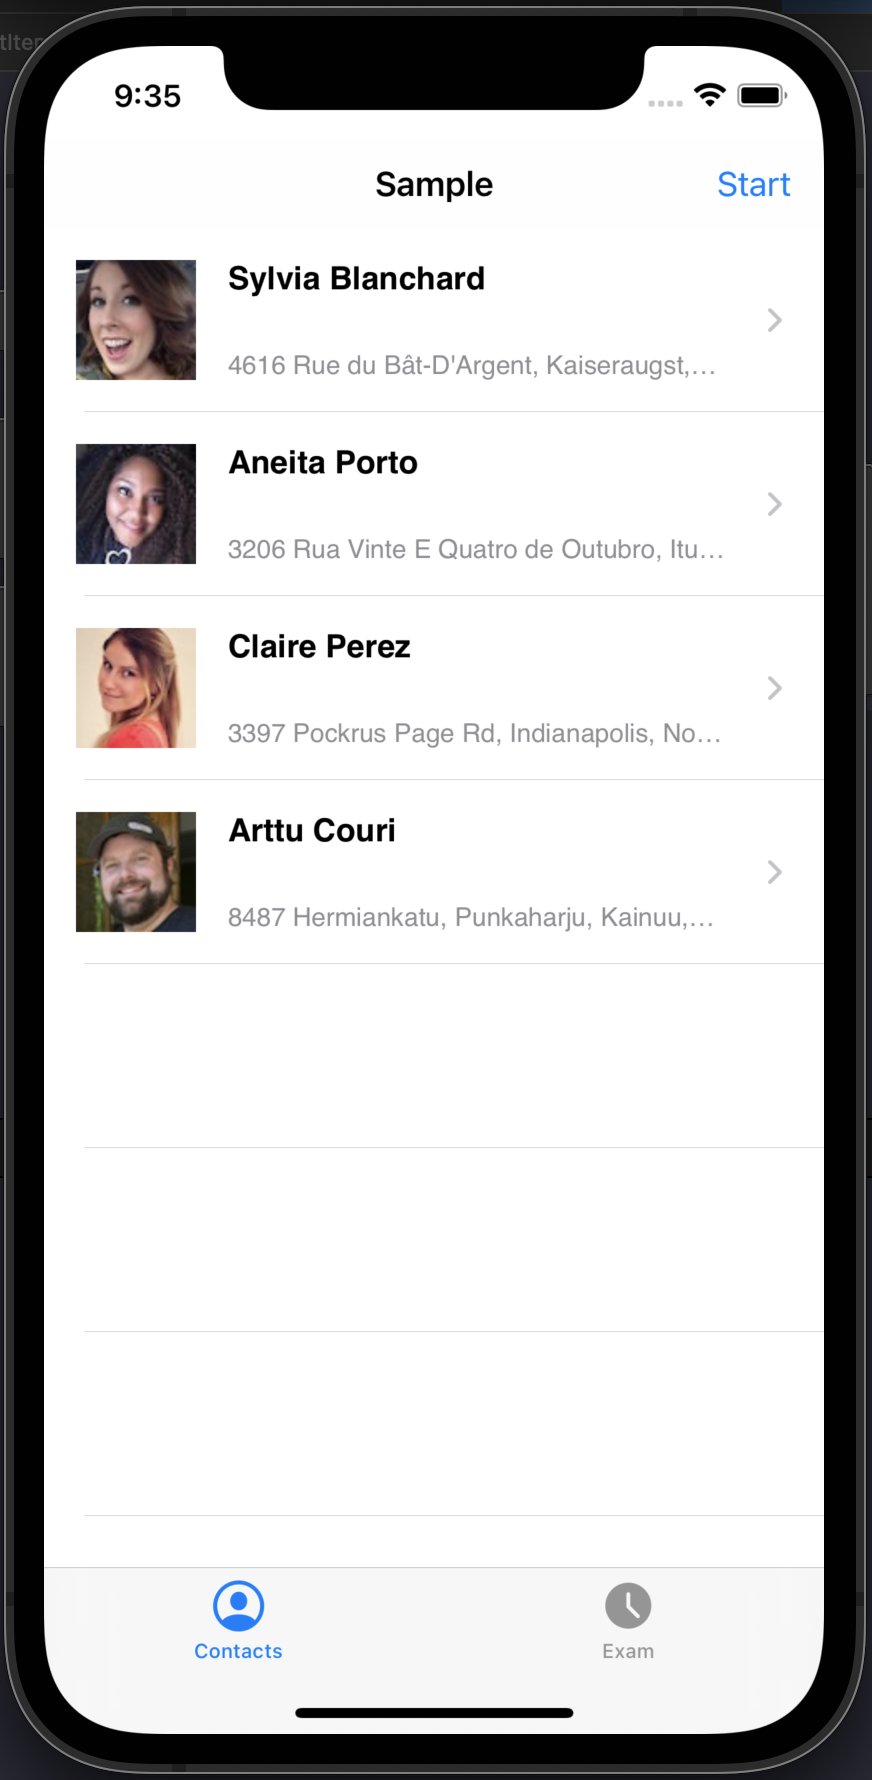 9:35
Sample
Start
Sylvia Blanchard
4616 Rue du Bât-D'Argent, Kaiseraugst,...
Aneita Porto
3206 Rua Vinte E Quatro de Outubro, Itu...
Claire Perez
3397 Pockrus Page Rd, Indianapolis, No...
Arttu Couri
8487 Hermiankatu, Punkaharju, Kainuu,...
Contacts
Exam